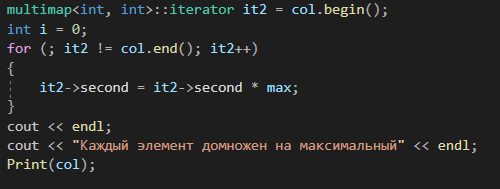 multimap<int, int>::iterator it2 = col.begin();
int i = 0;
for (; it2 != col.end(); it2++)
{
it2->second = it2->second * max;
}
cout << endl;
cout << "Каждый элемент домножен на максимальный" << endl;
Print(col);